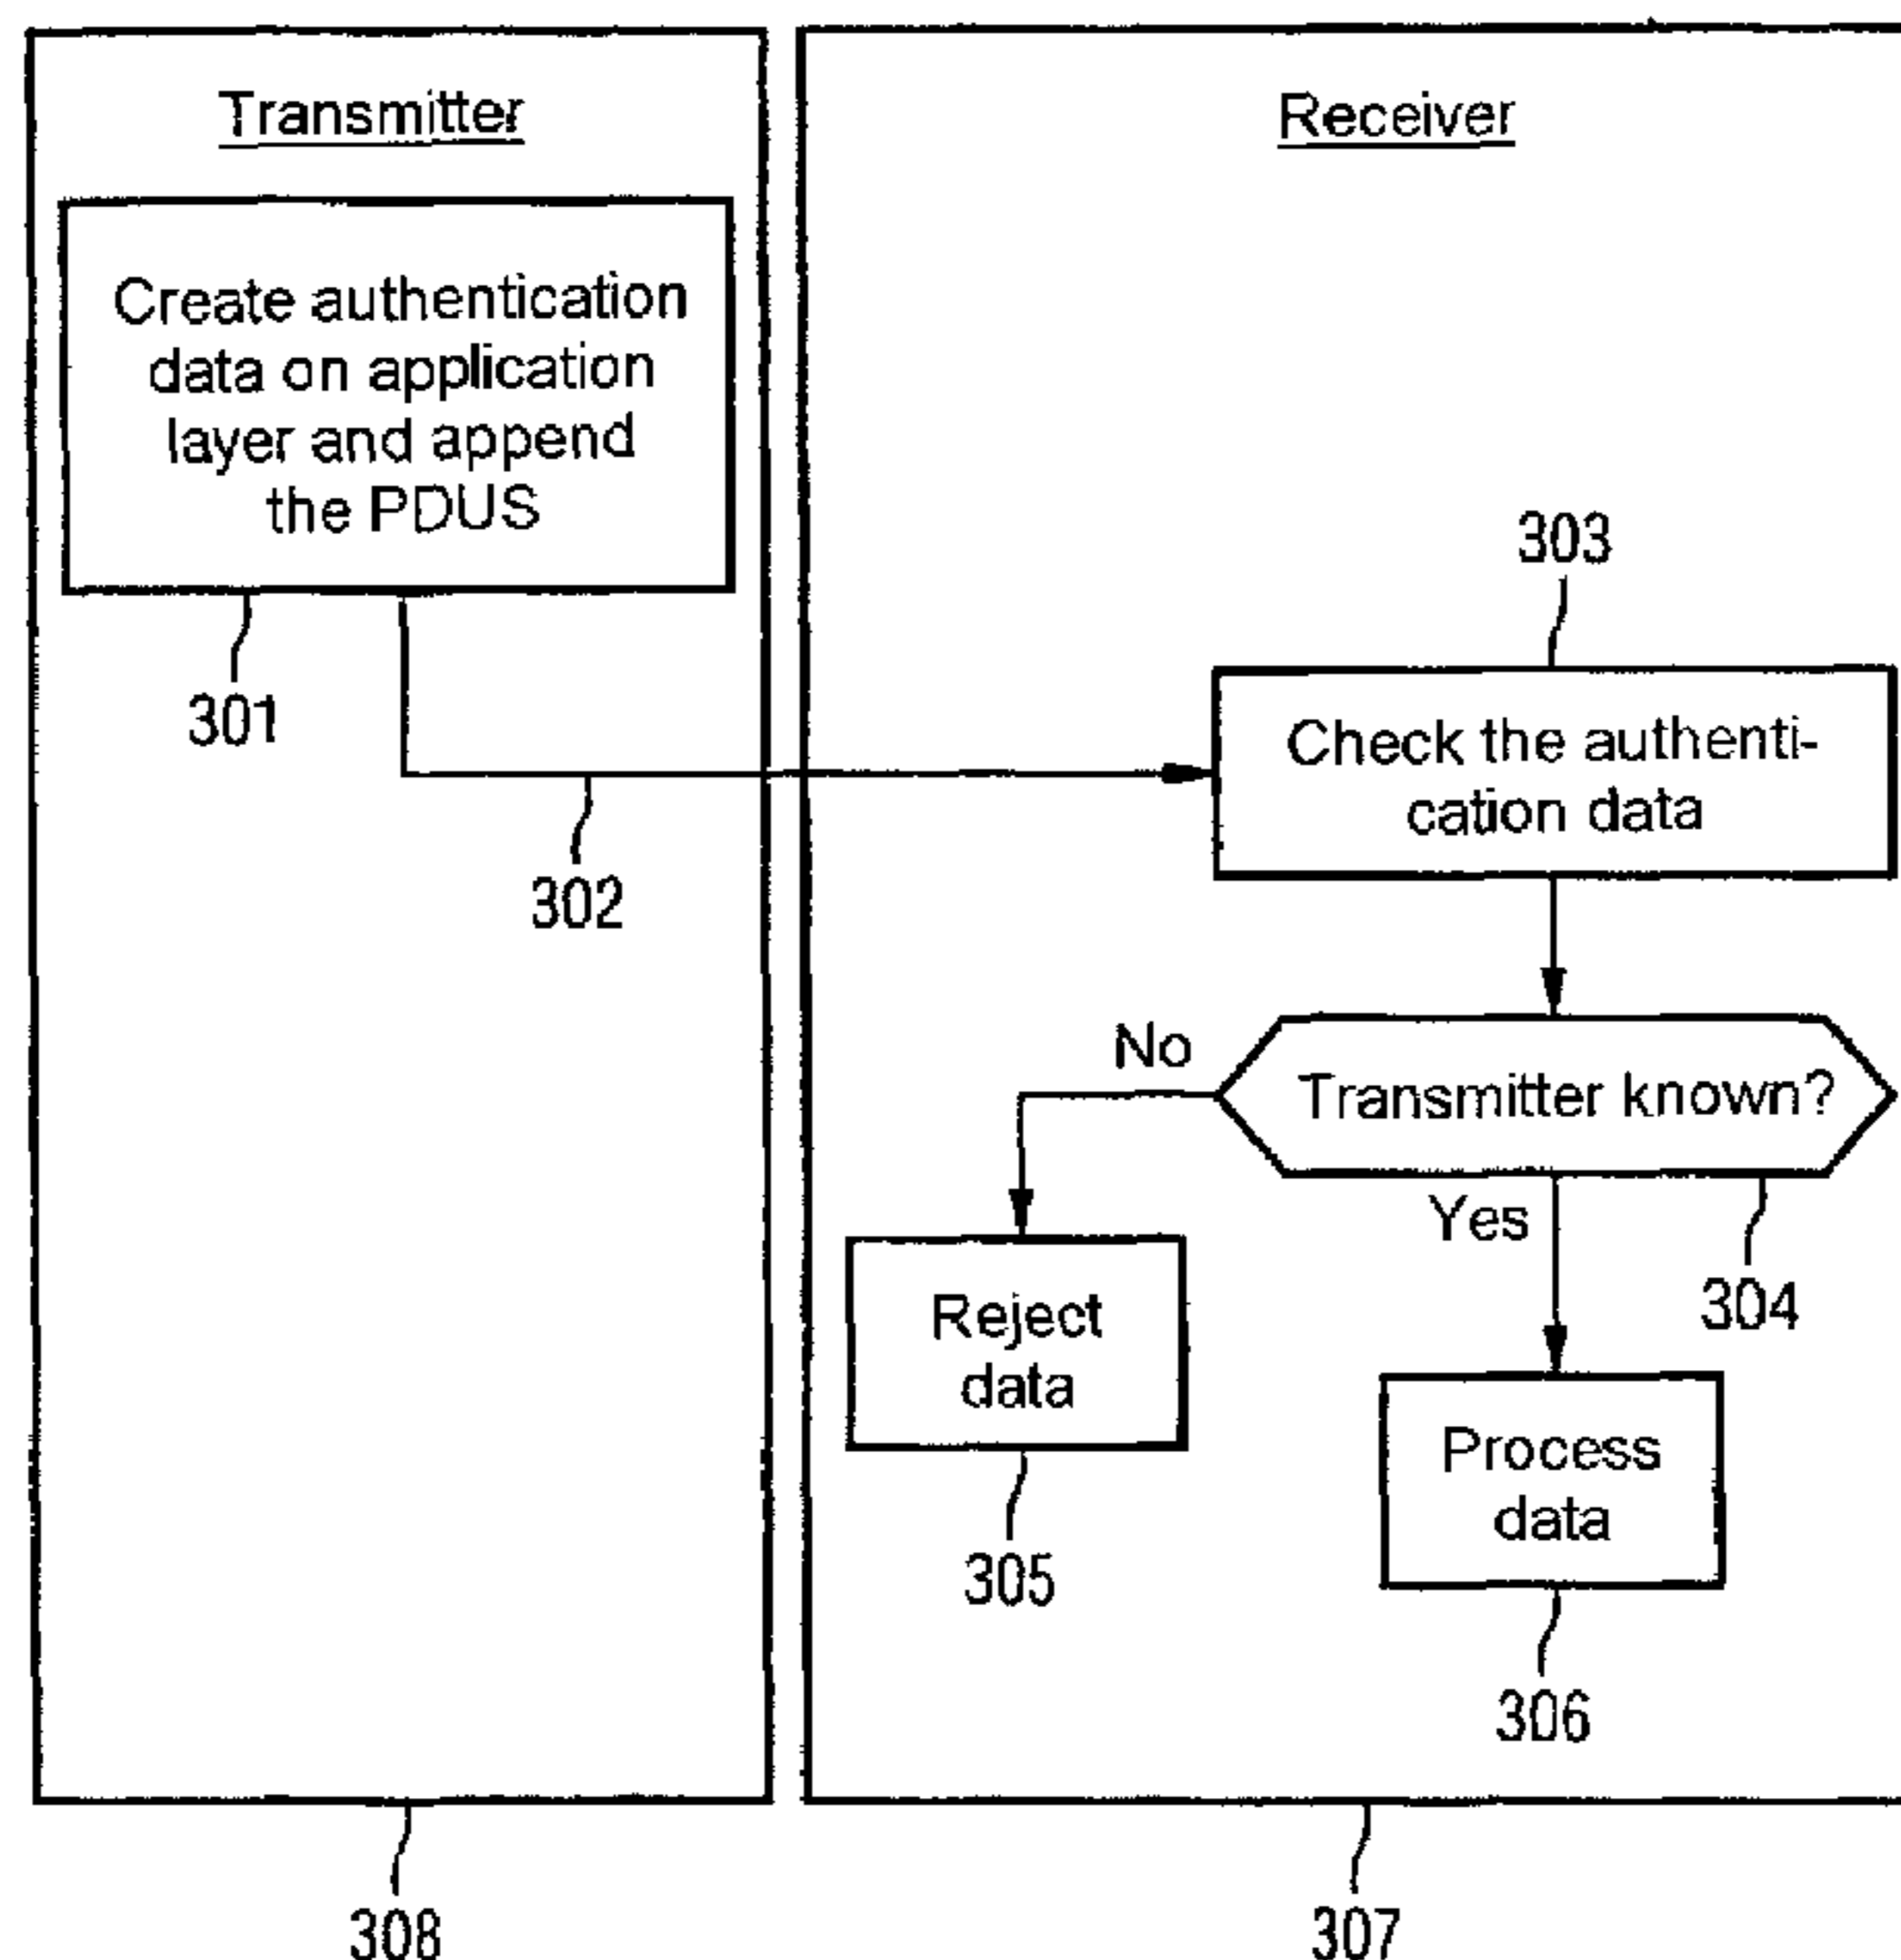 Transmitter
Create authentication
data on application
layer and append
the PDUS
301
302
308
Receiver
303
Check the authenti-
cation data
No
Transmitter known?
Yes
304
Reject
data
305
Process
data
306
307